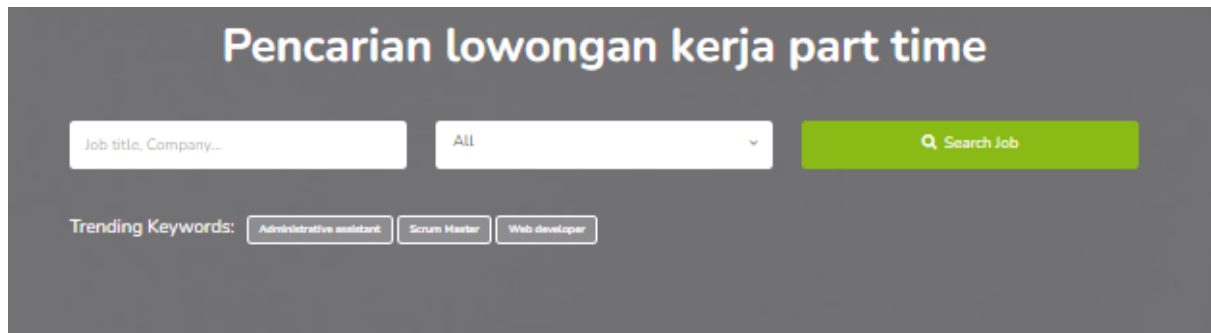 Pencarian lowongan kerja part time
Job title, Company...
All
Search Job
Trending Keywords: Administrative assistant Scrum Master Web developer